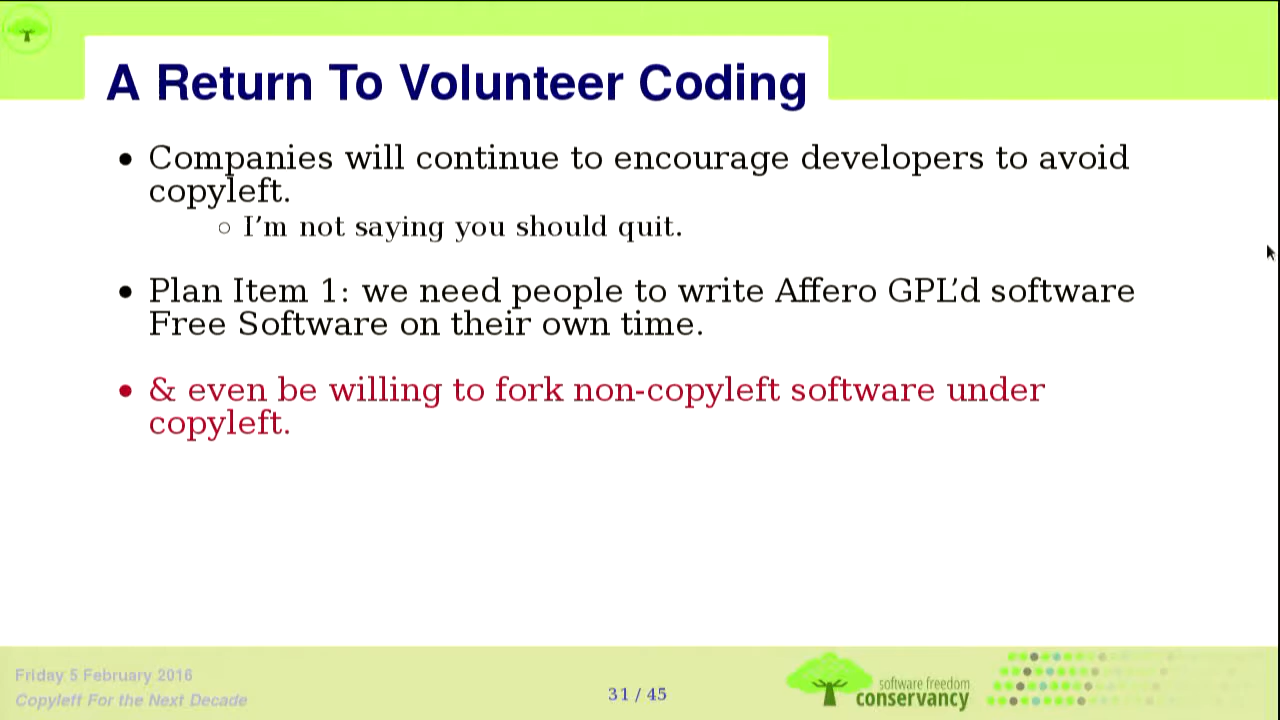 A Return To Volunteer Coding
• Companies will continue to encourage developers to avoid
copyleft.
○ I’m not saying you should quit.
• Plan Item 1: we need people to write Affero GPL’d software
Free Software on their own time.
• & even be willing to fork non-copyleft software under
copyleft.
Friday 5 February 2016
Copyleft For the Next Decade
31 / 45
software freedom
conservancy